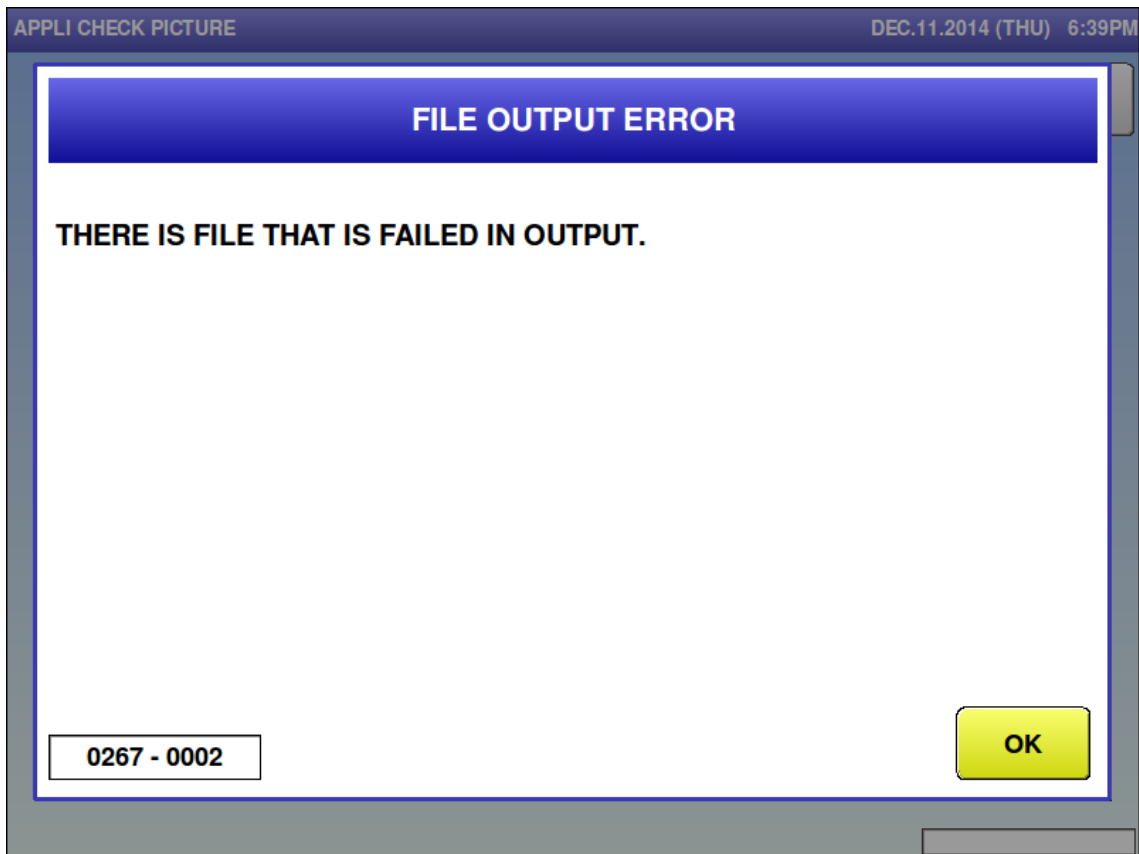 APPLI CHECK PICTURE DEC.11.2014 (THU) 6:39PM
FILE OUTPUT ERROR
THERE IS FILE THAT IS FAILED IN OUTPUT.
0267 - 0002
OK